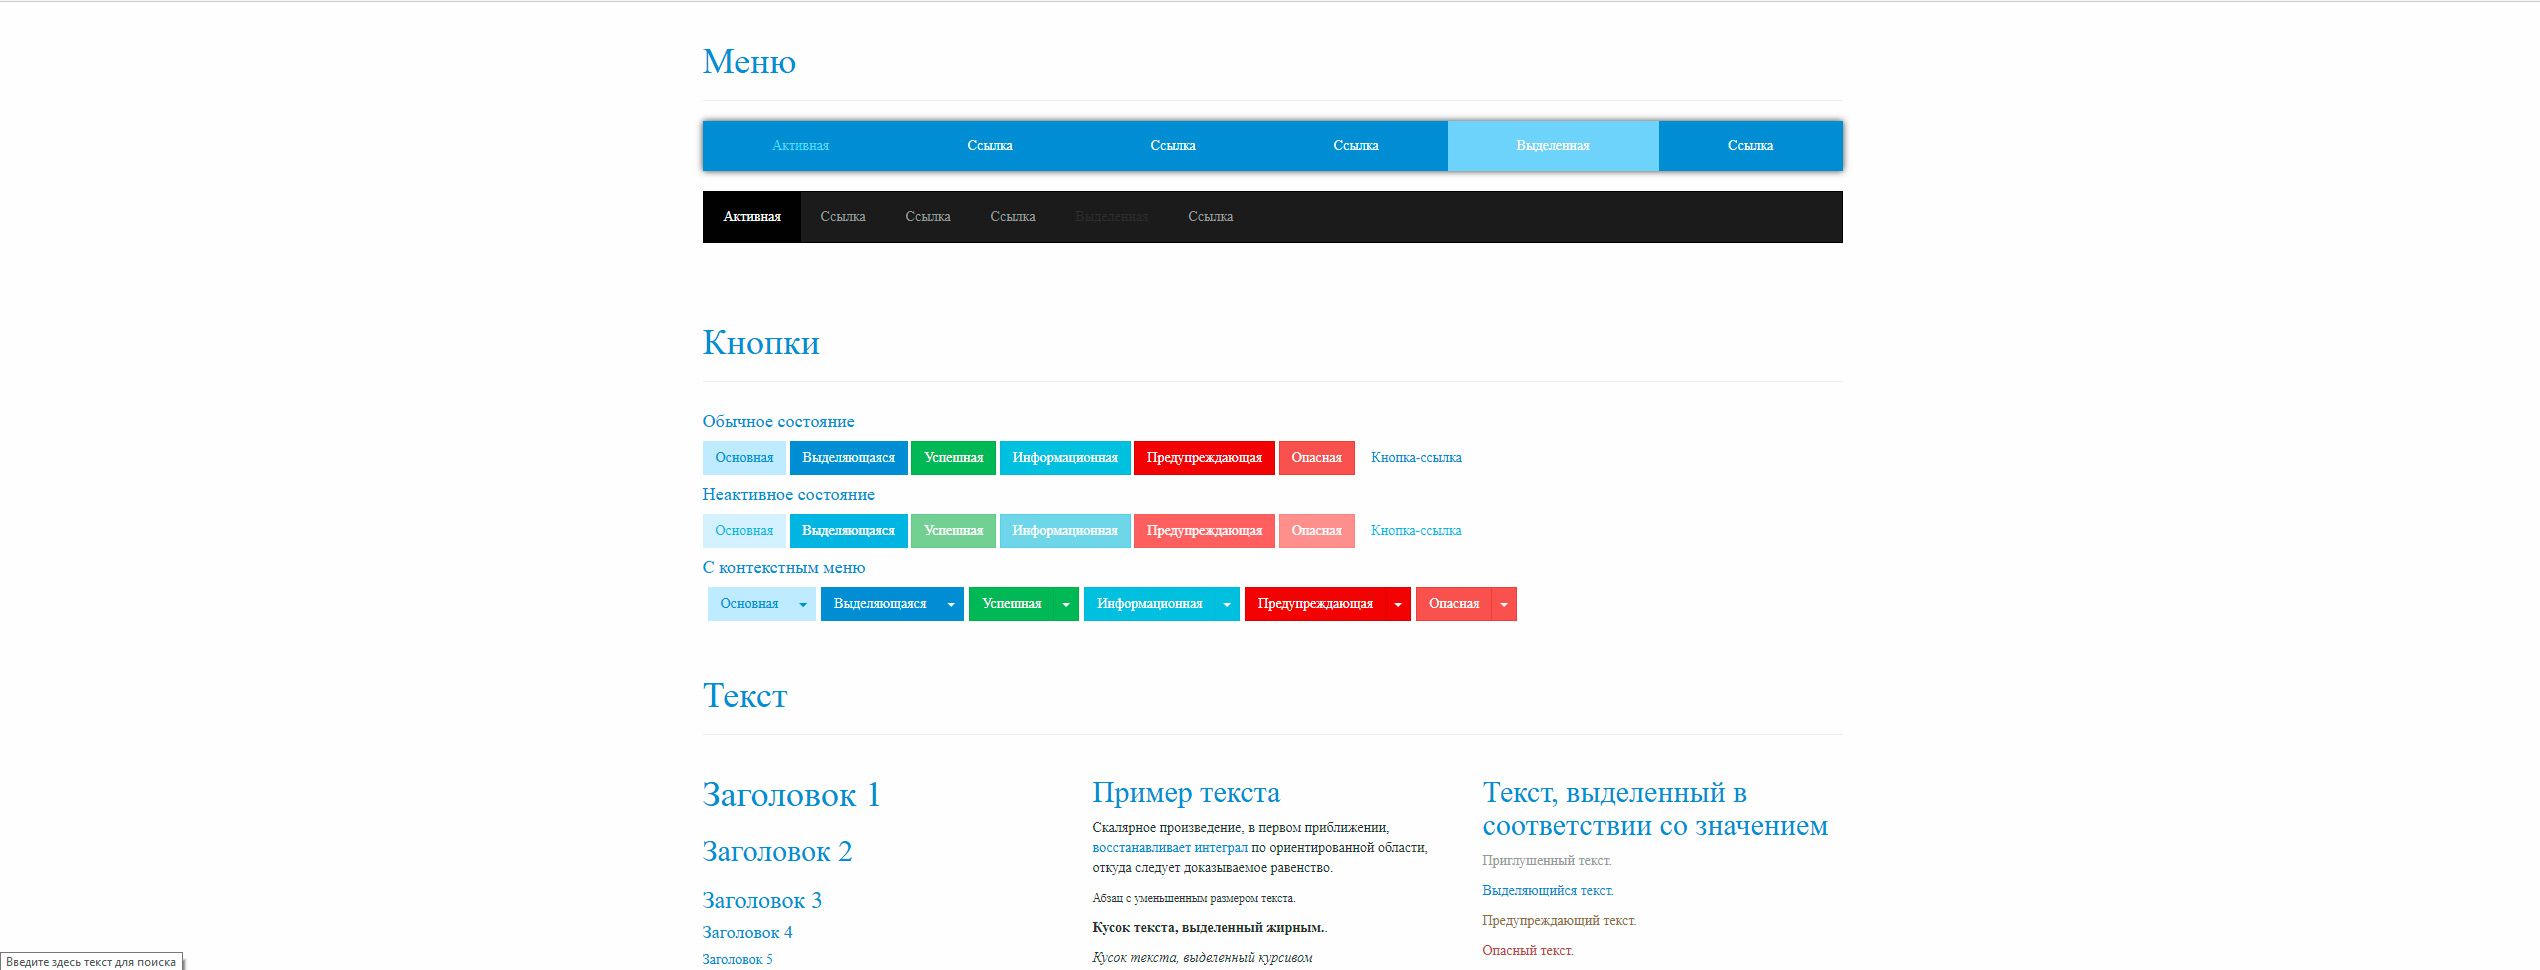 Меню
Активная Ссылка Ссылка Ссылка Выделенная Ссылка
Активная Ссылка Ссылка Ссылка Выделенная Ссылка
Кнопки
Обычное состояние
Основная Выделяющаяся Успешная Информационная Предупреждающая Опасная Кнопка-ссылка
Неактивное состояние
Основная Выделяющаяся Успешная Информационная Предупреждающая Опасная Кнопка-ссылка
С контекстным меню
Основная Выделяющаяся Успешная Информационная Предупреждающая Опасная
Текст
Заголовок 1
Заголовок 2
Заголовок 3
Заголовок 4
Заголовок 5
Пример текста
Скалярное произведение, в первом приближении,
восстанавливает интеграл по ориентированной области,
откуда следует доказываемое равенство.
Абзац с уменьшенным размером текста.
Кусок текста, выделенный жирным..
Кусок текста, выделенный курсивом
Текст, выделенный в
соответствии со значением
Приглушенный текст.
Выделяющийся текст.
Предупреждающий текст.
Опасный текст.
Введите здесь текст для поиска